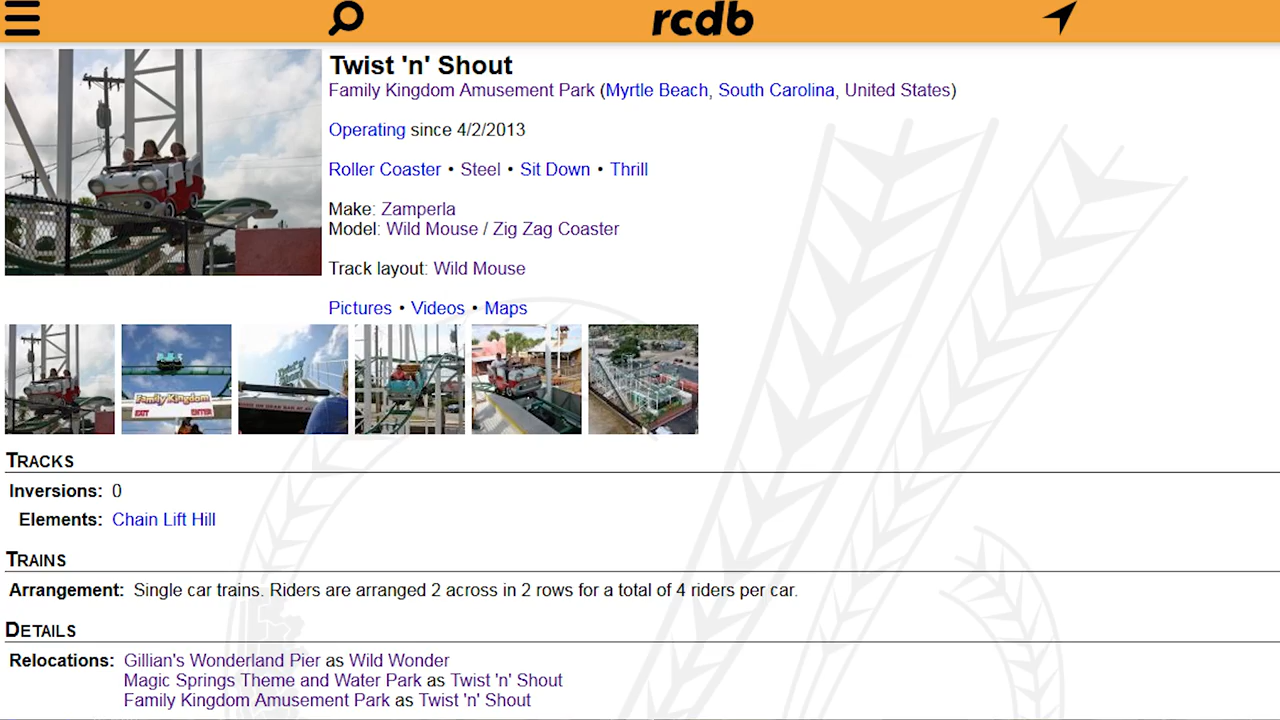 rcdb
Twist 'n' Shout
Family Kingdom Amusement Park (Myrtle Beach, South Carolina, United States)
Operating since 4/2/2013
Roller Coaster • Steel • Sit Down • Thrill
Make: Zamperla
Model: Wild Mouse / Zig Zag Coaster
Track layout: Wild Mouse
Pictures • Videos • Maps
Family Kingdom
EXIT ENTER
TRACKS
Inversions: 0
Elements: Chain Lift Hill
TRAINS
Arrangement: Single car trains. Riders are arranged 2 across in 2 rows for a total of 4 riders per car.
DETAILS
Relocations: Gillian's Wonderland Pier as Wild Wonder
Magic Springs Theme and Water Park as Twist 'n' Shout
Family Kingdom Amusement Park as Twist 'n' Shout